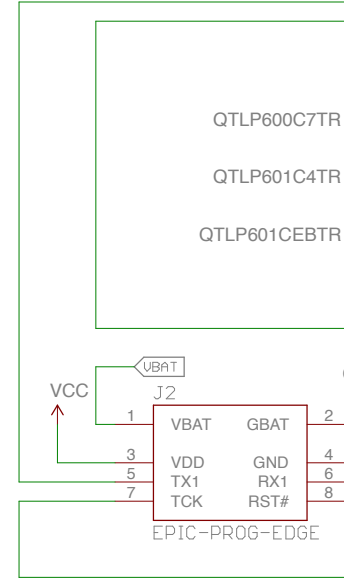 QTLP600C7TR
QTLP601C4TR
QTLP601CEBTR
VBAT
VCC
J2
1 VBAT GBAT 2
3 VDD GND 4
5 TX1 RX1 6
7 TCK RST# 8
EPIC-PROG-EDGE